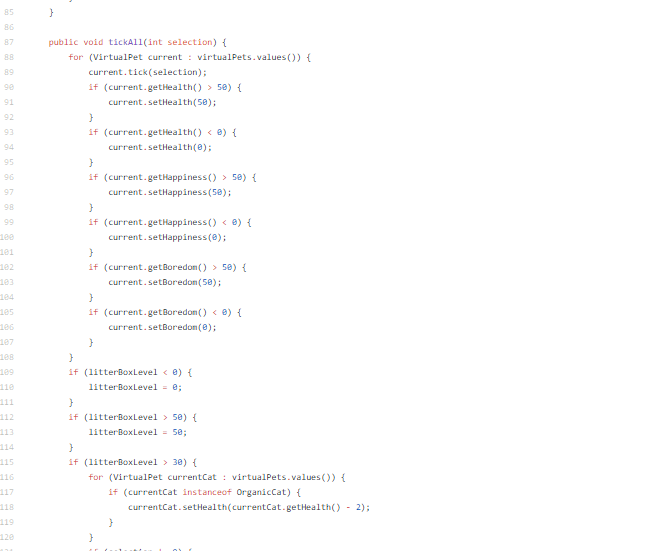 85 }
86
87 public void tickAll(int selection) {
88 for (VirtualPet current : virtualPets.values()) {
89 current.tick(selection);
90 if (current.getHealth() > 50) {
91 current.setHealth(50);
92 }
93 if (current.getHealth() < 0) {
94 current.setHealth(0);
95 }
96 if (current.getHappiness() > 50) {
97 current.setHappiness(50);
98 }
99 if (current.getHappiness() < 0) {
100 current.setHappiness(0);
101 }
102 if (current.getBoredom() > 50) {
103 current.setBoredom(50);
104 }
105 if (current.getBoredom() < 0) {
106 current.setBoredom(0);
107 }
108 }
109 if (litterBoxLevel < 0) {
110 litterBoxLevel = 0;
111 }
112 if (litterBoxLevel > 50) {
113 litterBoxLevel = 50;
114 }
115 if (litterBoxLevel > 30) {
116 for (VirtualPet currentCat : virtualPets.values()) {
117 if (currentCat instanceof OrganicCat) {
118 currentCat.setHealth(currentCat.getHealth() - 2);
119 }
120 }